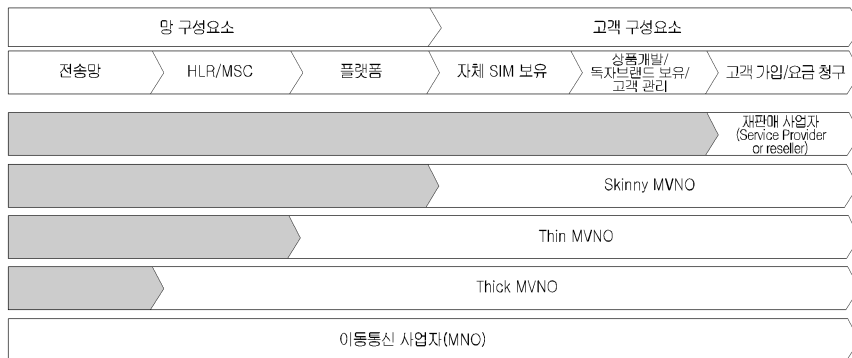 망 구성요소
고객 구성요소
전송망
HLR/MSC
플랫폼
자체 SIM 보유
상품개발/
독자브랜드 보유/
고객 관리
고객 가입/요금 청구
재판매 사업자
(Service Provider
or reseller)
Skinny MVNO
Thin MVNO
Thick MVNO
이동통신 사업자(MNO)